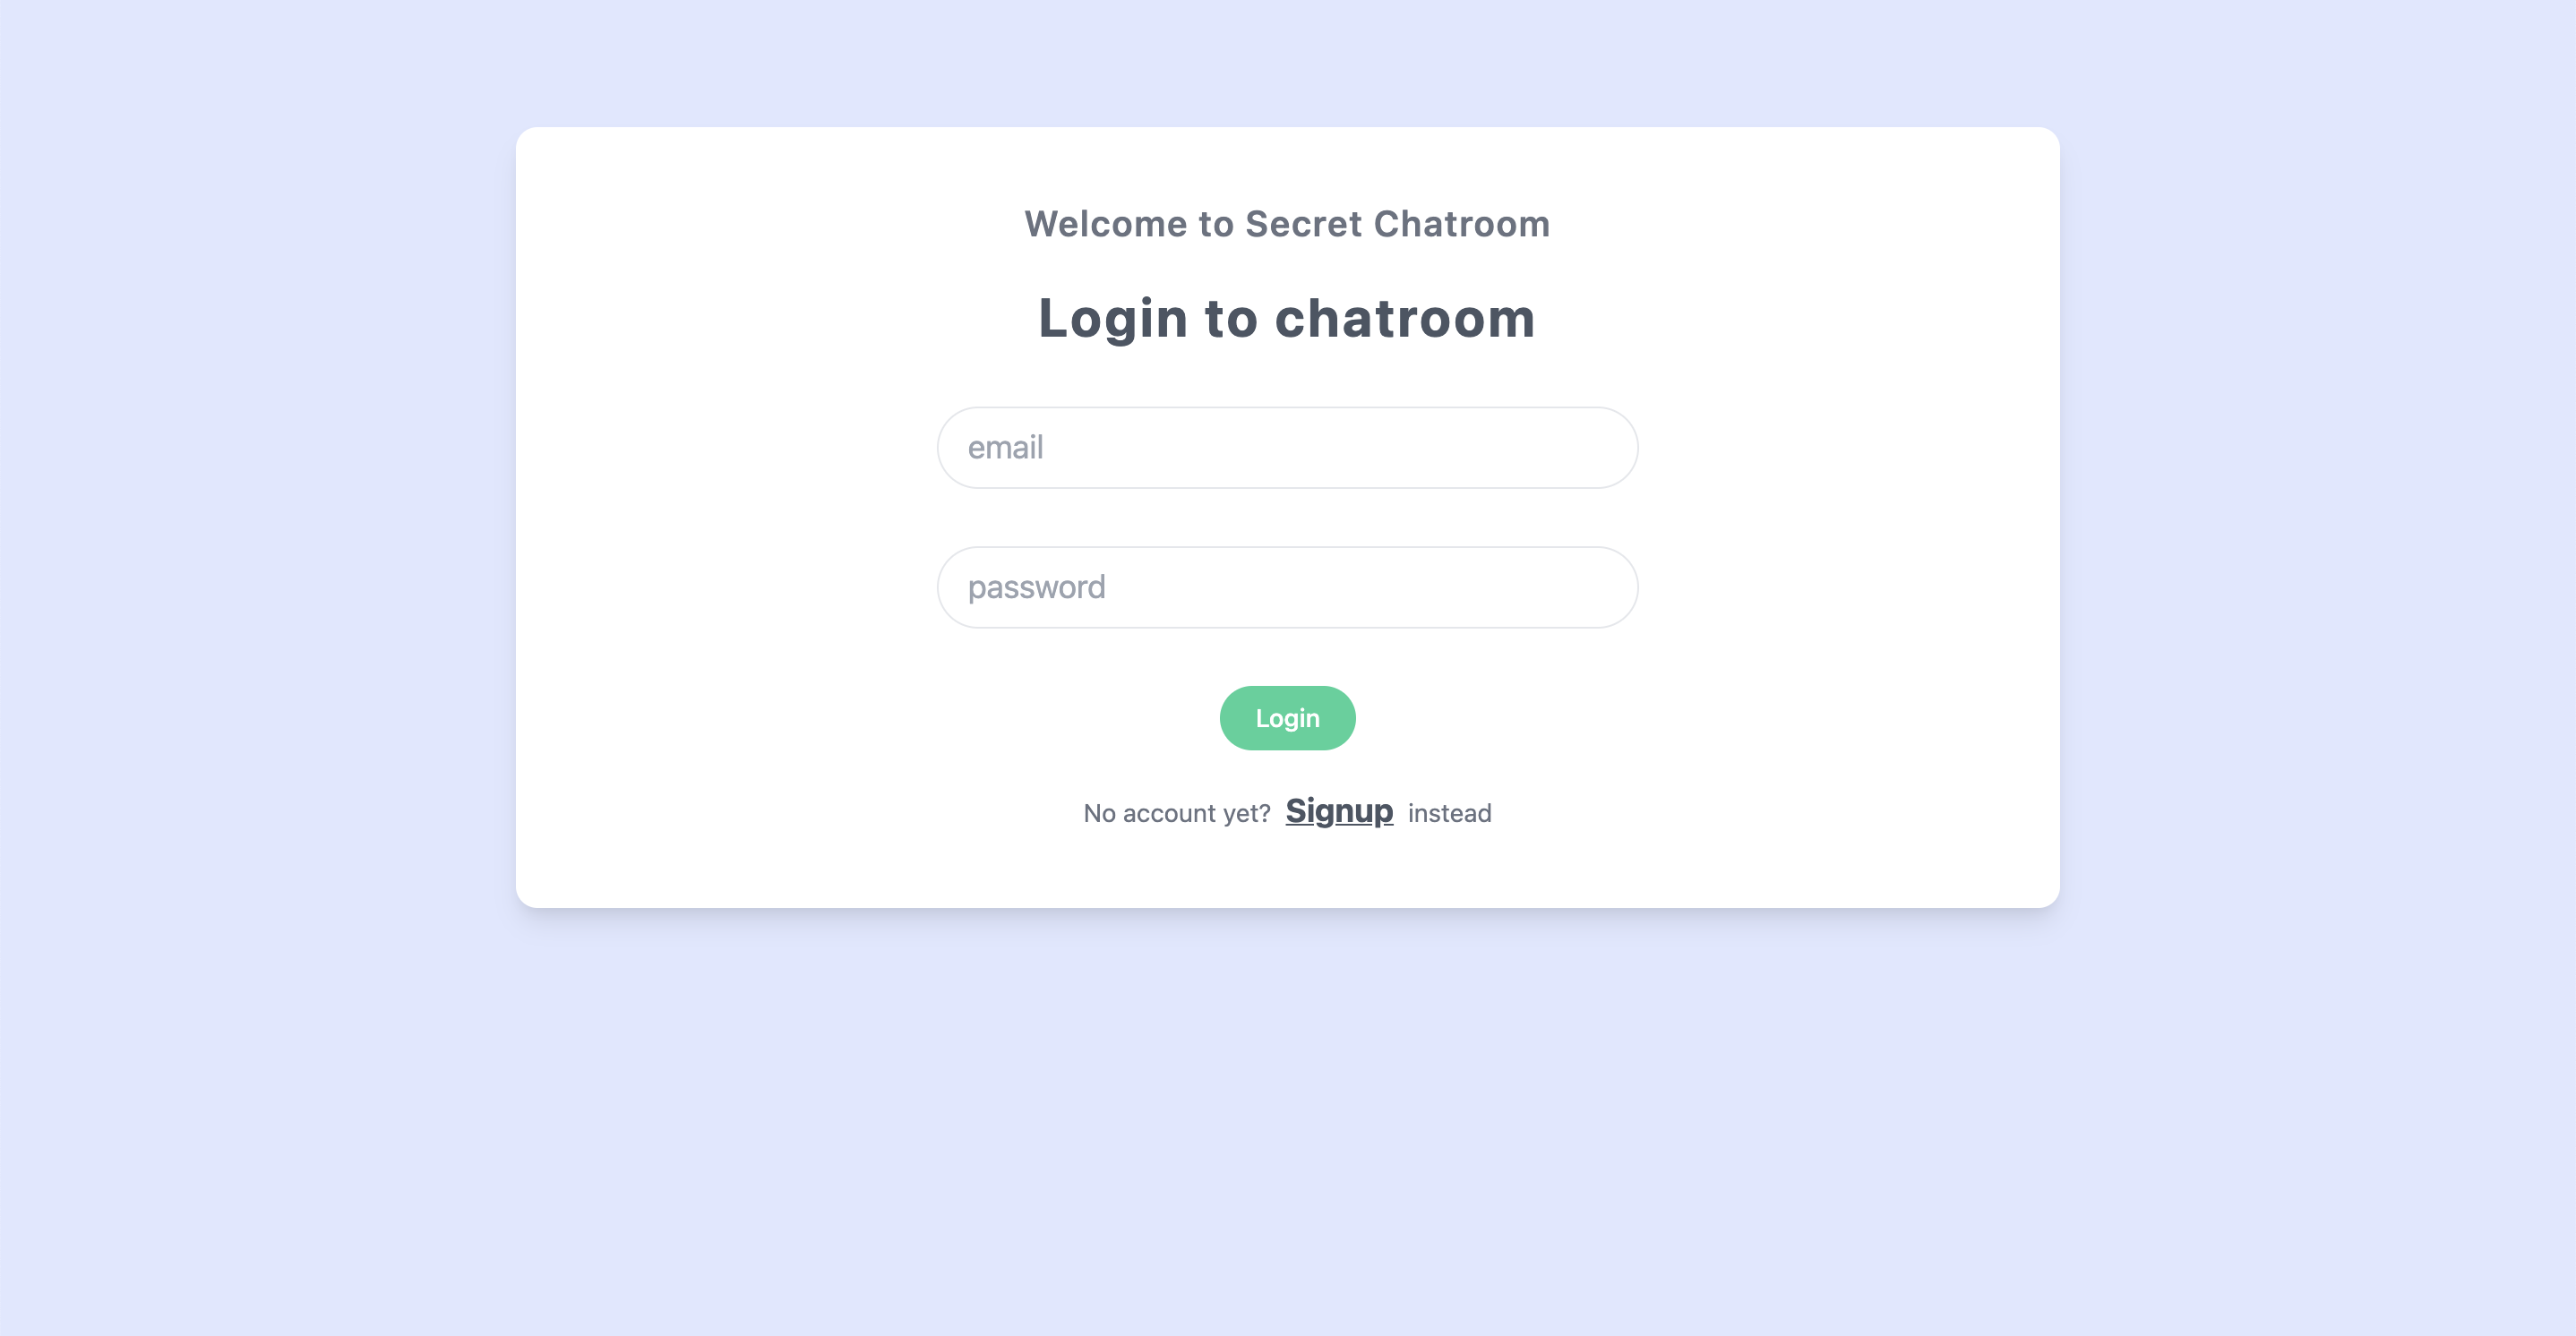 Welcome to Secret Chatroom
Login to chatroom
email
password
Login
No account yet? Signup instead